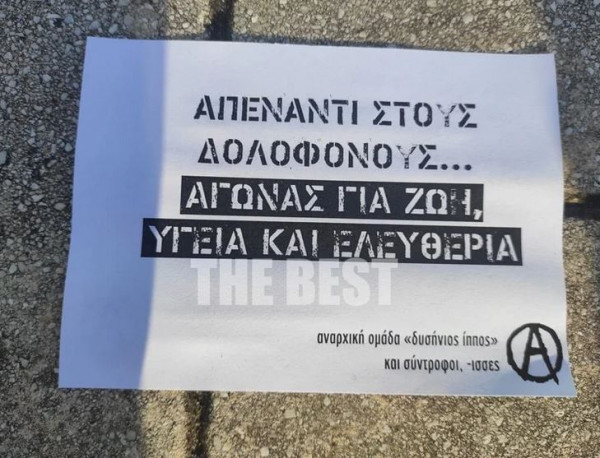 ΑΠΕΝΑΝΤΙ ΣΤΟΥΣ
ΔΟΛΟΦΟΝΟΥΣ...
ΑΓΩΝΑΣ ΓΙΑ ΖΩΗ,
ΥΓΕΙΑ ΚΑΙ ΕΛΕΥΘΕΡΙΑ
THE BEST
αναρχική ομάδα «δυσήνιος ίππος»
και σύντροφοι, -ισσες
A